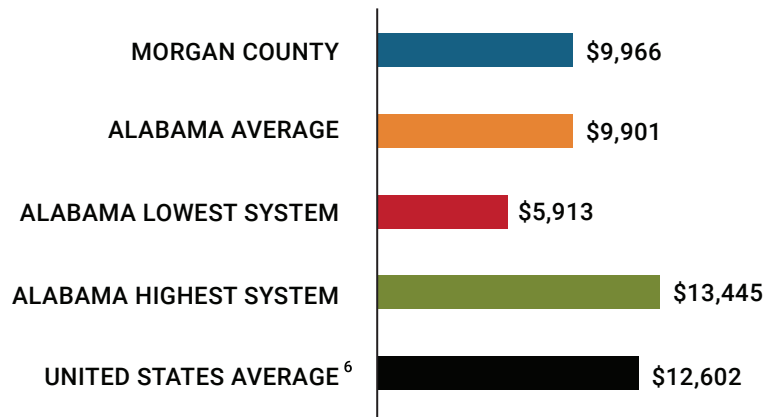 MORGAN COUNTY $9,966
ALABAMA AVERAGE $9,901
ALABAMA LOWEST SYSTEM $5,913
ALABAMA HIGHEST SYSTEM $13,445
UNITED STATES AVERAGE 6 $12,602